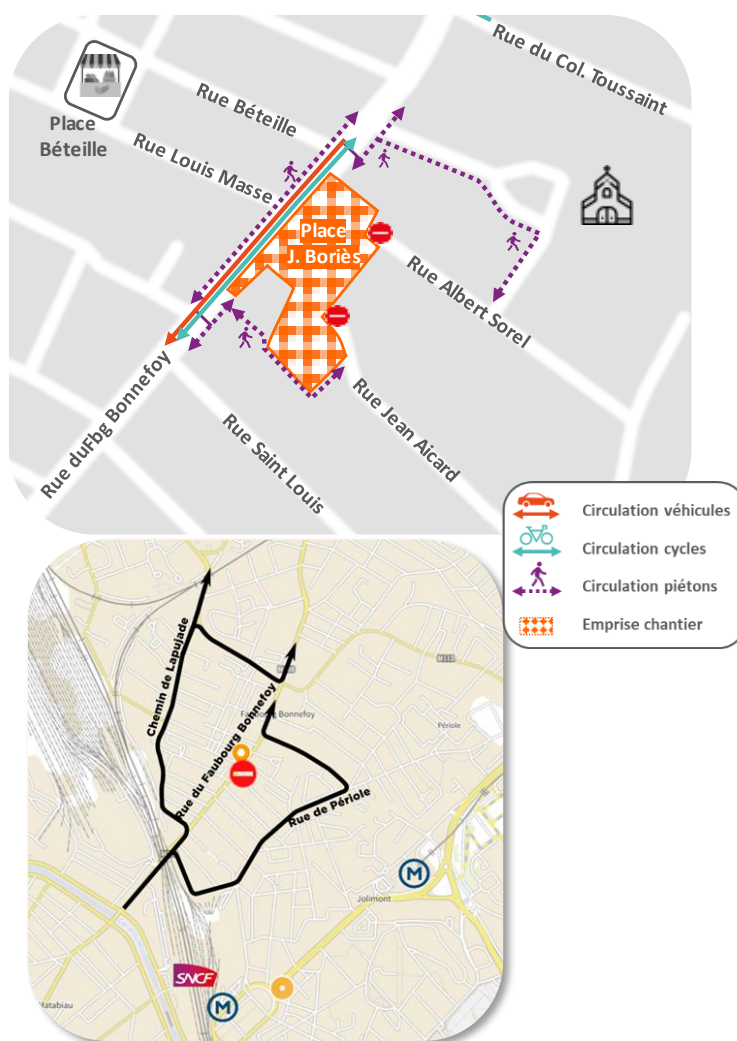 Rue du Col. Toussaint
Rue Béteille
Place
Béteille
Rue Louis Masse
Place
J. Boriès
Rue Albert Sorel
Rue duFbg Bonnefoy
Rue Jean Aicard
Rue Saint Louis
Circulation véhicules
Circulation cycles
Circulation piétons
Emprise chantier
Chemin de Lapujade
Faubourg Bonnefoy
Périole
Rue du Faubourg Bonnefoy
Rue de Périole
M
Jolimont
SNCF
M
Matabiau